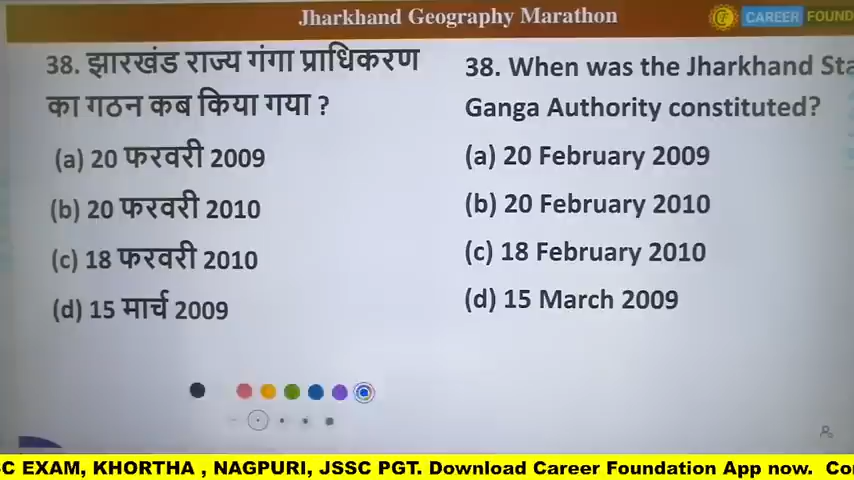 Jharkhand Geography Marathon
CAREER FOUND
38. झारखंड राज्य गंगा प्राधिकरण
का गठन कब किया गया ?
(a) 20 फरवरी 2009
(b) 20 फरवरी 2010
(c) 18 फरवरी 2010
(d) 15 मार्च 2009
38. When was the Jharkhand Sta
Ganga Authority constituted?
(a) 20 February 2009
(b) 20 February 2010
(c) 18 February 2010
(d) 15 March 2009
C EXAM, KHORTHA , NAGPURI, JSSC PGT. Download Career Foundation App now. Co